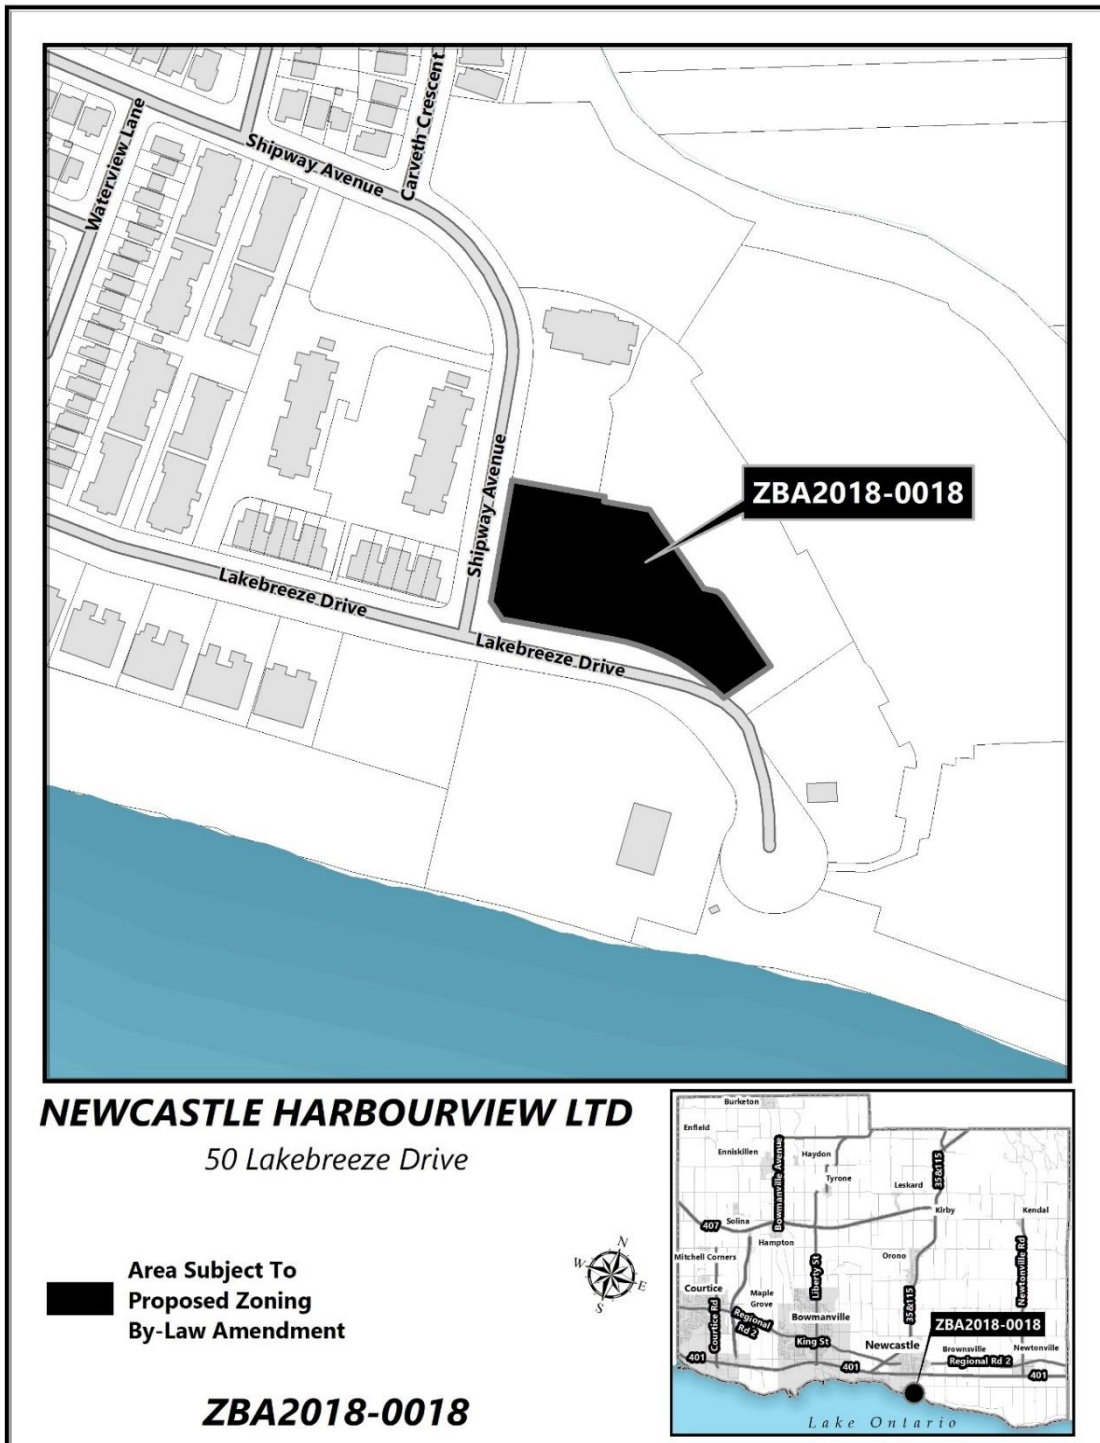 Waterview Lane
Shipway Avenue
Carveth Crescent
Shipway Avenue
ZBA2018-0018
Lakebreeze Drive
Lakebreeze Drive
NEWCASTLE HARBOURVIEW LTD
50 Lakebreeze Drive
Area Subject To
Proposed Zoning
By-Law Amendment
N
W
E
S
ZBA2018-0018
Burketon
Enfield
Enniskillen
Bowmanville Avenue
Haydon
Tyrone
Leskard
35&115
Kirby
Kendal
407
Solina
Hampton
Mitchell Corners
Orono
Liberty St
Newtonville Rd
Courtice
Courtice Rd
Maple
Grove
Regional
Rd 2
Bowmanville
35&115
ZBA2018-0018
King St
Newcastle
Brownsville
Newtonville
Regional Rd 2
401
401
401
Lake Ontario